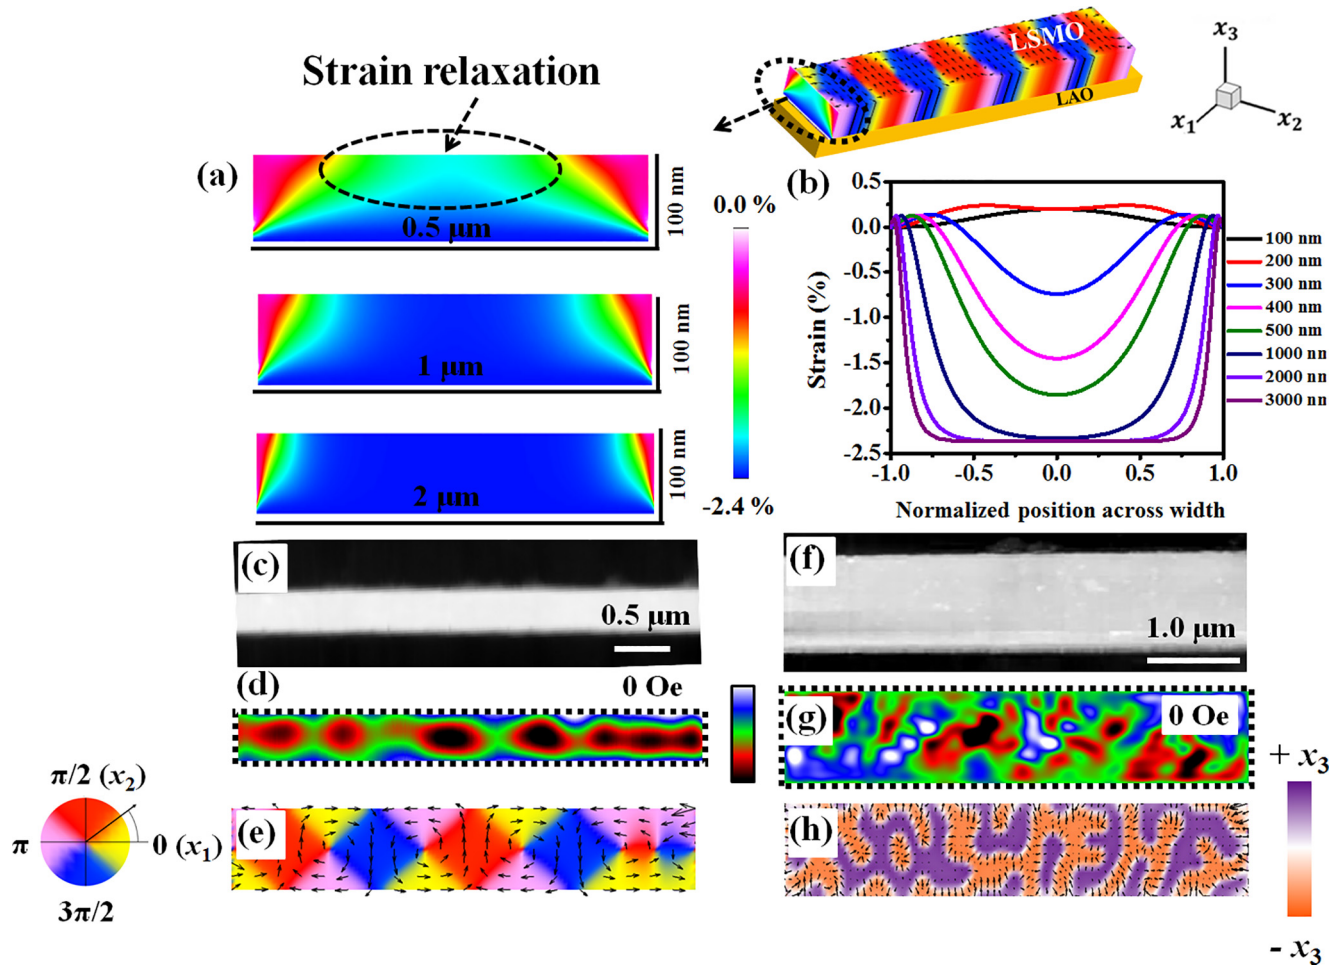 Strain relaxation
LSMO
LAO
x3
x1
x2
(a)
0.5 μm
100 nm
1 μm
100 nm
2 μm
100 nm
0.0 %
-2.4 %
(b)
0.5
0.0
-0.5
-1.0
-1.5
-2.0
-2.5
Strain (%)
-1.0 -0.5 0.0 0.5 1.0
Normalized position across width
100 nm
200 nm
300 nm
400 nm
500 nm
1000 nm
2000 nm
3000 nm
(c)
0.5 μm
(d)
0 Oe
π/2 (x2)
π
0 (x1)
3π/2
(e)
(f)
1.0 μm
(g)
0 Oe
+ x3
(h)
- x3